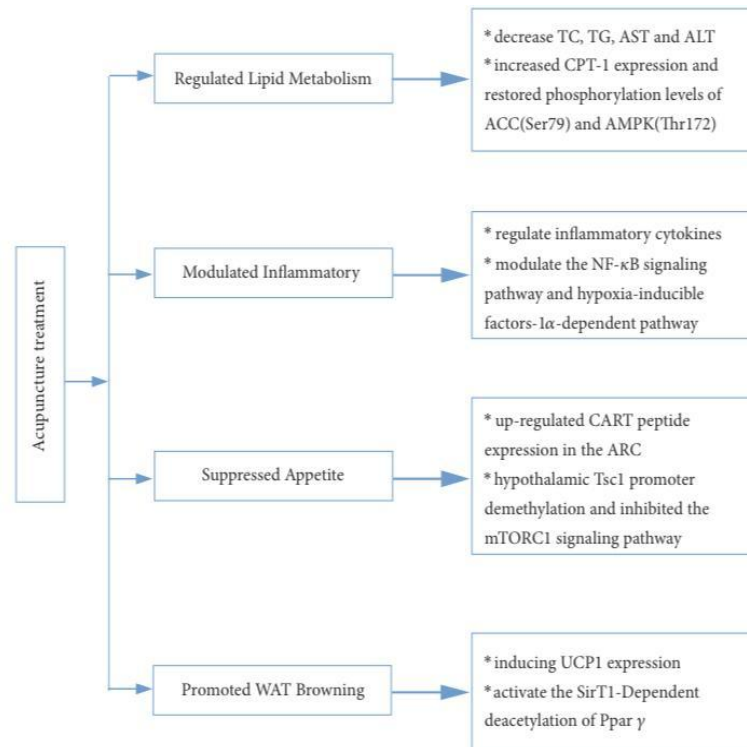 Acupuncture treatment
Regulated Lipid Metabolism
* decrease TC, TG, AST and ALT
* increased CPT-1 expression and
restored phosphorylation levels of
ACC(Ser79) and AMPK(Thr172)
Modulated Inflammatory
* regulate inflammatory cytokines
* modulate the NF-κB signaling
pathway and hypoxia-inducible
factors-1α-dependent pathway
Suppressed Appetite
* up-regulated CART peptide
expression in the ARC
* hypothalamic Tsc1 promoter
demethylation and inhibited the
mTORC1 signaling pathway
Promoted WAT Browning
* inducing UCP1 expression
* activate the SirT1-Dependent
deacetylation of Ppar γ